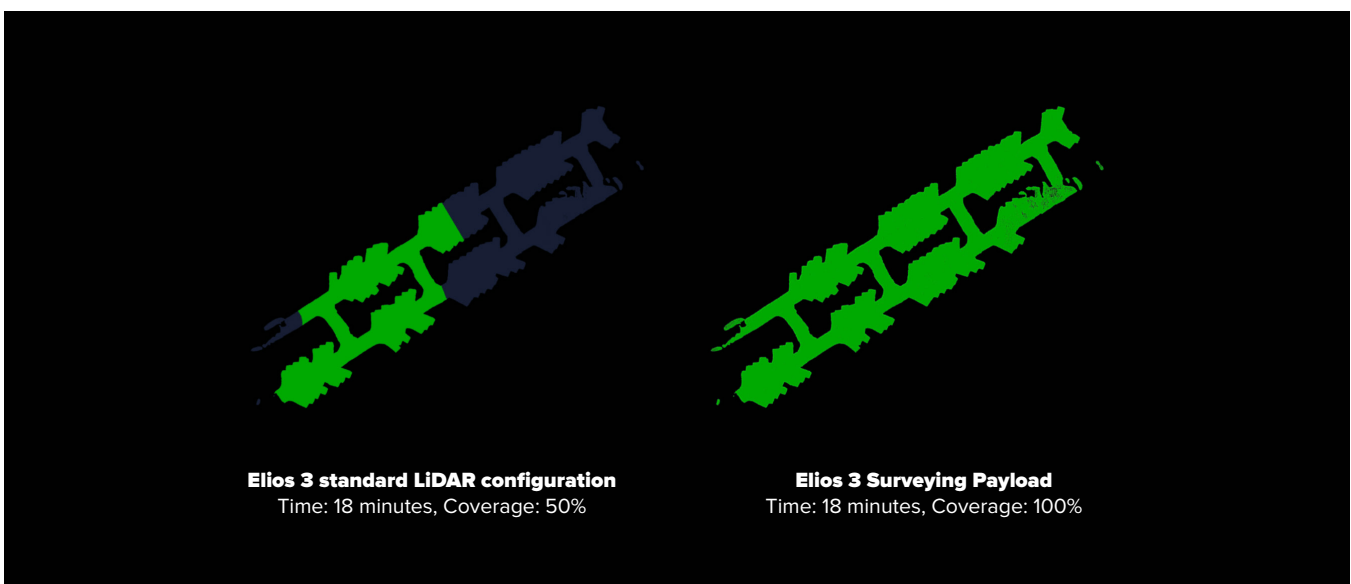 Elios 3 standard LiDAR configuration
Time: 18 minutes, Coverage: 50%
Elios 3 Surveying Payload
Time: 18 minutes, Coverage: 100%